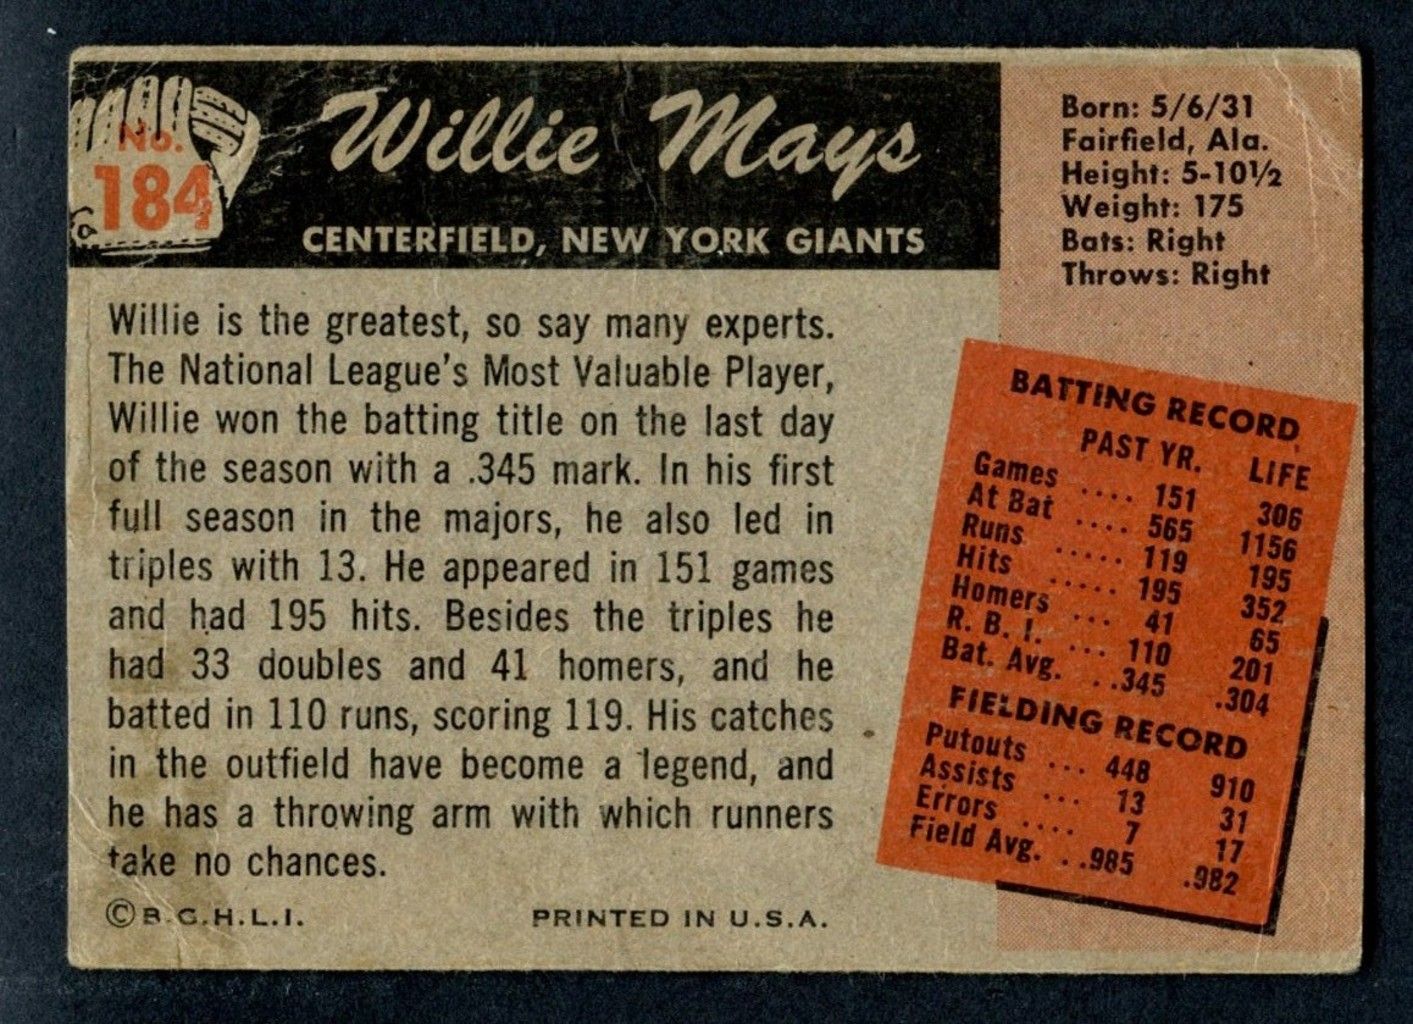 No.
184
Willie Mays
CENTERFIELD, NEW YORK GIANTS
Born: 5/6/31
Fairfield, Ala.
Height: 5-10½
Weight: 175
Bats: Right
Throws: Right
Willie is the greatest, so say many experts.
The National League's Most Valuable Player,
Willie won the batting title on the last day
of the season with a .345 mark. In his first
full season in the majors, he also led in
triples with 13. He appeared in 151 games
and had 195 hits. Besides the triples he
had 33 doubles and 41 homers, and he
batted in 110 runs, scoring 119. His catches
in the outfield have become a legend, and
he has a throwing arm with which runners
take no chances.
©B.G.H.L.I. PRINTED IN U.S.A.
BATTING RECORD
PAST YR. LIFE
Games .... 151 306
At Bat .... 565 1156
Runs ..... 119 195
Hits ..... 195 352
Homers ... 41 65
R. B. I. ... 110 201
Bat. Avg. ...345 .304
FIELDING RECORD
Putouts ... 448 910
Assists ... 13 31
Errors .... 7 17
Field Avg. ...985 .982